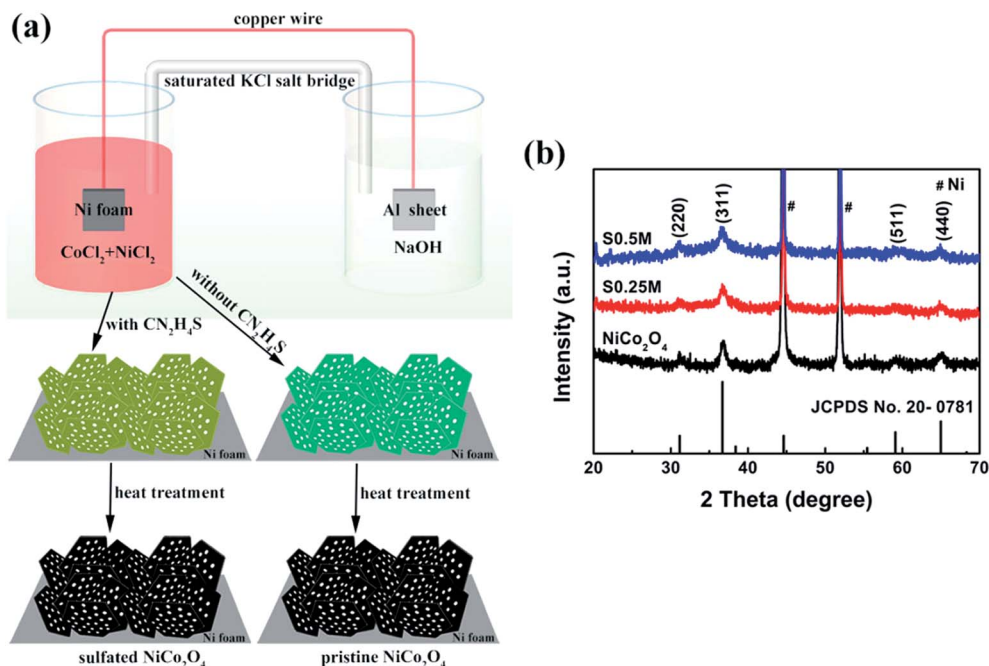 (a)
copper wire
saturated KCl salt bridge
Ni foam
CoCl₂+NiCl₂
Al sheet
NaOH
with CN₂H₄S
without CN₂H₄S
Ni foam
Ni foam
heat treatment
heat treatment
Ni foam
Ni foam
sulfated NiCo₂O₄
pristine NiCo₂O₄
(b)
Intensity (a.u.)
# Ni
(220)
(311)
#
#
(511)
(440)
S0.5M
S0.25M
NiCo₂O₄
JCPDS No. 20- 0781
20 30 40 50 60 70
2 Theta (degree)